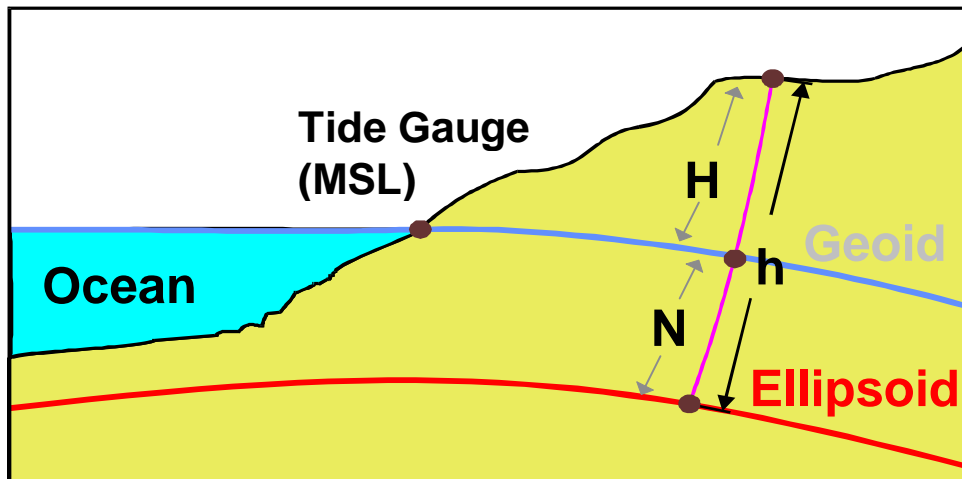 Tide Gauge
(MSL)
H
Geoid
h
Ocean
N
Ellipsoid